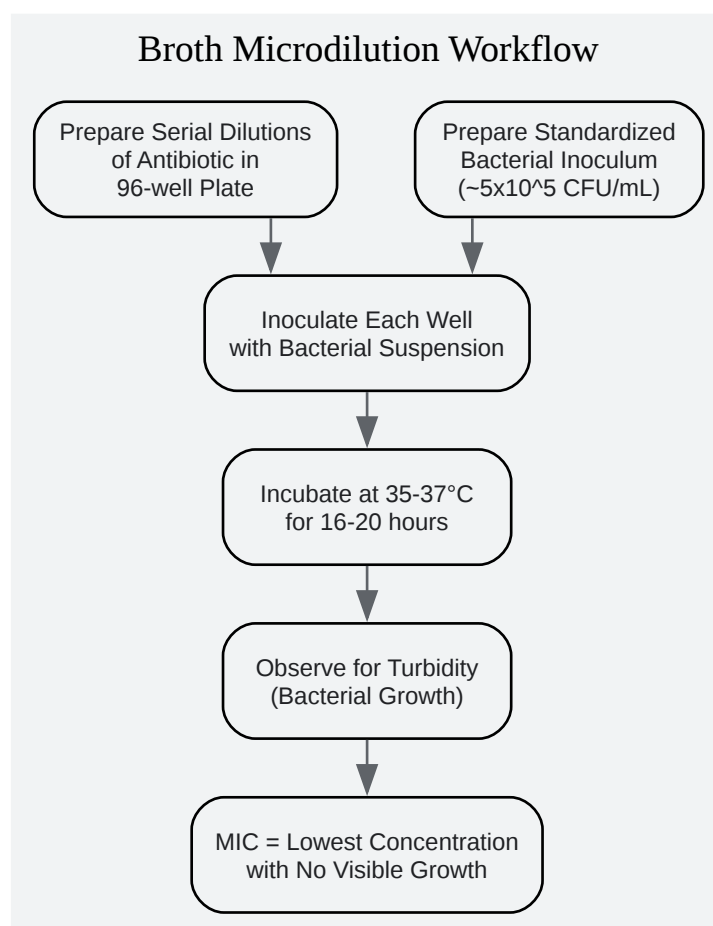 Broth Microdilution Workflow
Prepare Serial Dilutions
of Antibiotic in
96-well Plate
Prepare Standardized
Bacterial Inoculum
(~5x10^5 CFU/mL)
Inoculate Each Well
with Bacterial Suspension
Incubate at 35-37°C
for 16-20 hours
Observe for Turbidity
(Bacterial Growth)
MIC = Lowest Concentration
with No Visible Growth